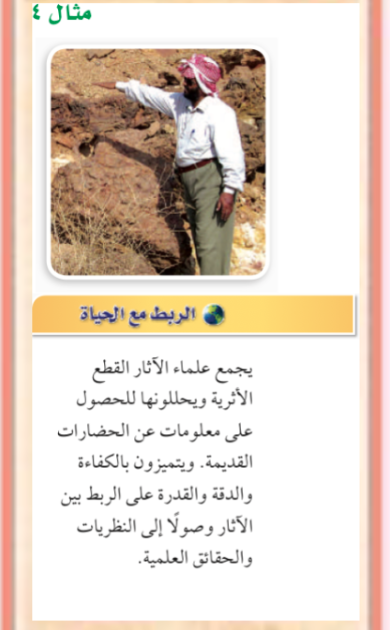 مثال ٤
الربط مع الحياة
يجمع علماء الآثار القطع
الأثرية ويحللونها للحصول
على معلومات عن الحضارات
القديمة. ويتميزون بالكفاءة
والدقة والقدرة على الربط بين
الآثار وصولًا إلى النظريات
والحقائق العلمية.